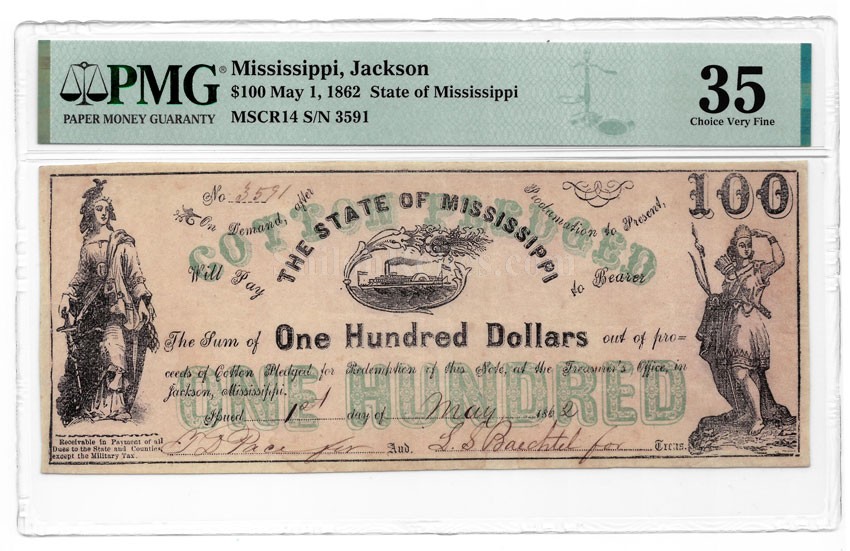 PMG®
PAPER MONEY GUARANTY
Mississippi, Jackson
$100 May 1, 1862 State of Mississippi
MSCR14 S/N 3591
35
Choice Very Fine
No 3591
100
On Demand, after
Proclamation to Present,
COTTON PLEDGED
THE STATE OF MISSISSIPPI
Will Pay
to Bearer
The Sum of One Hundred Dollars out of pro=
ceeds of Cotton Pledged for Redemption of this Note, at the Treasurer's Office, in
Jackson, Mississippi.
ONE HUNDRED
Issued 1st day of May 1862
Receivable in Payment of all
Dues to the State and Counties
except the Military Tax.
for Aud. L S Baechtel for Treas.